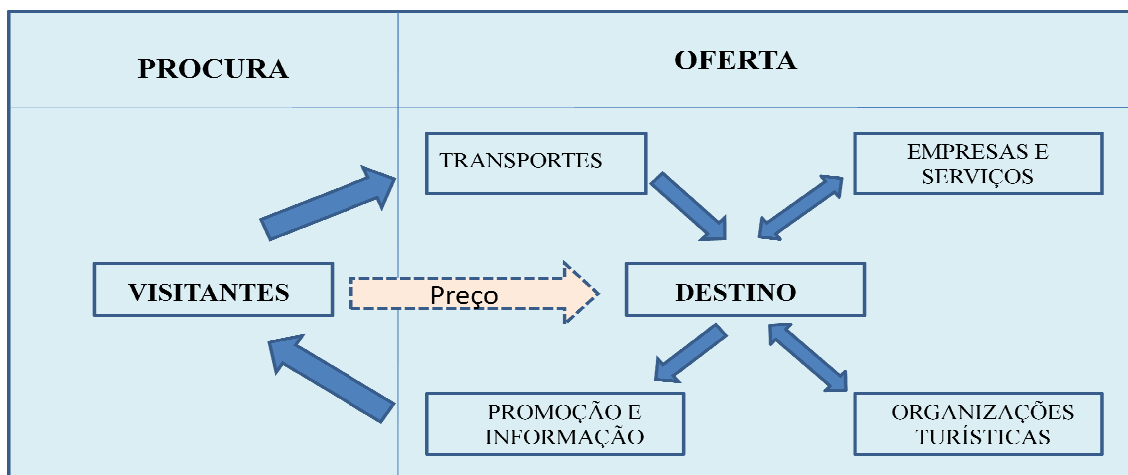 PROCURA
OFERTA
TRANSPORTES
EMPRESAS E
SERVIÇOS
VISITANTES
Preço
DESTINO
PROMOÇÃO E
INFORMAÇÃO
ORGANIZAÇÕES
TURÍSTICAS